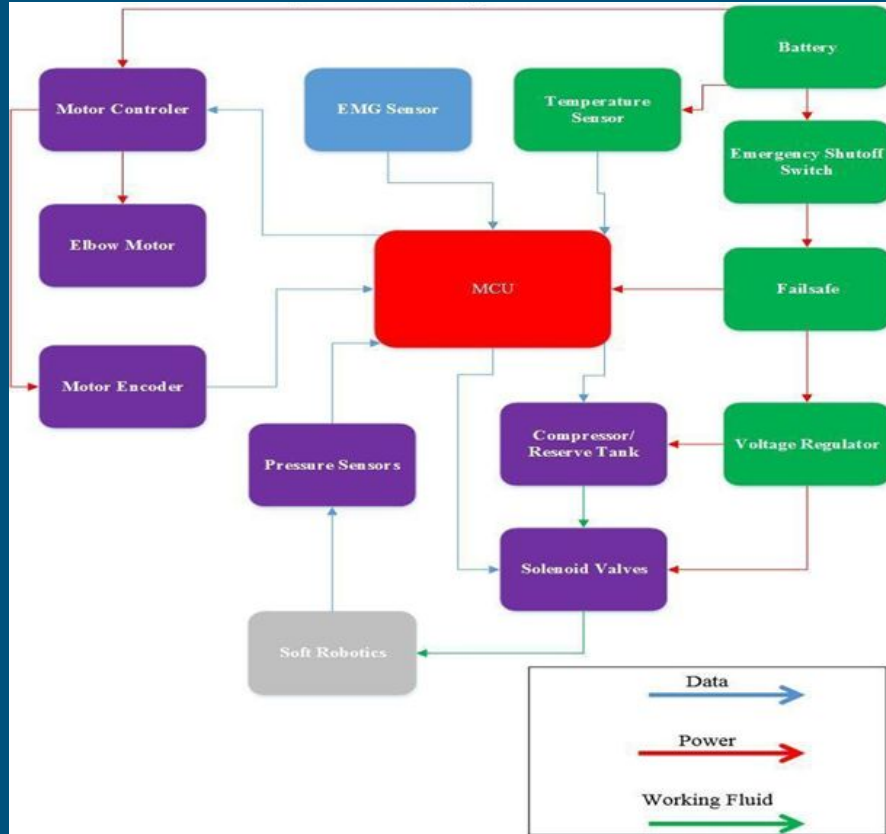 Battery
Motor Controler
EMG Sensor
Temperature
Sensor
Emergency Shutoff
Switch
Elbow Motor
MCU
Failsafe
Motor Encoder
Compressor/
Reserve Tank
Voltage Regulator
Pressure Sensors
Solenoid Valves
Soft Robotics
Data
Power
Working Fluid